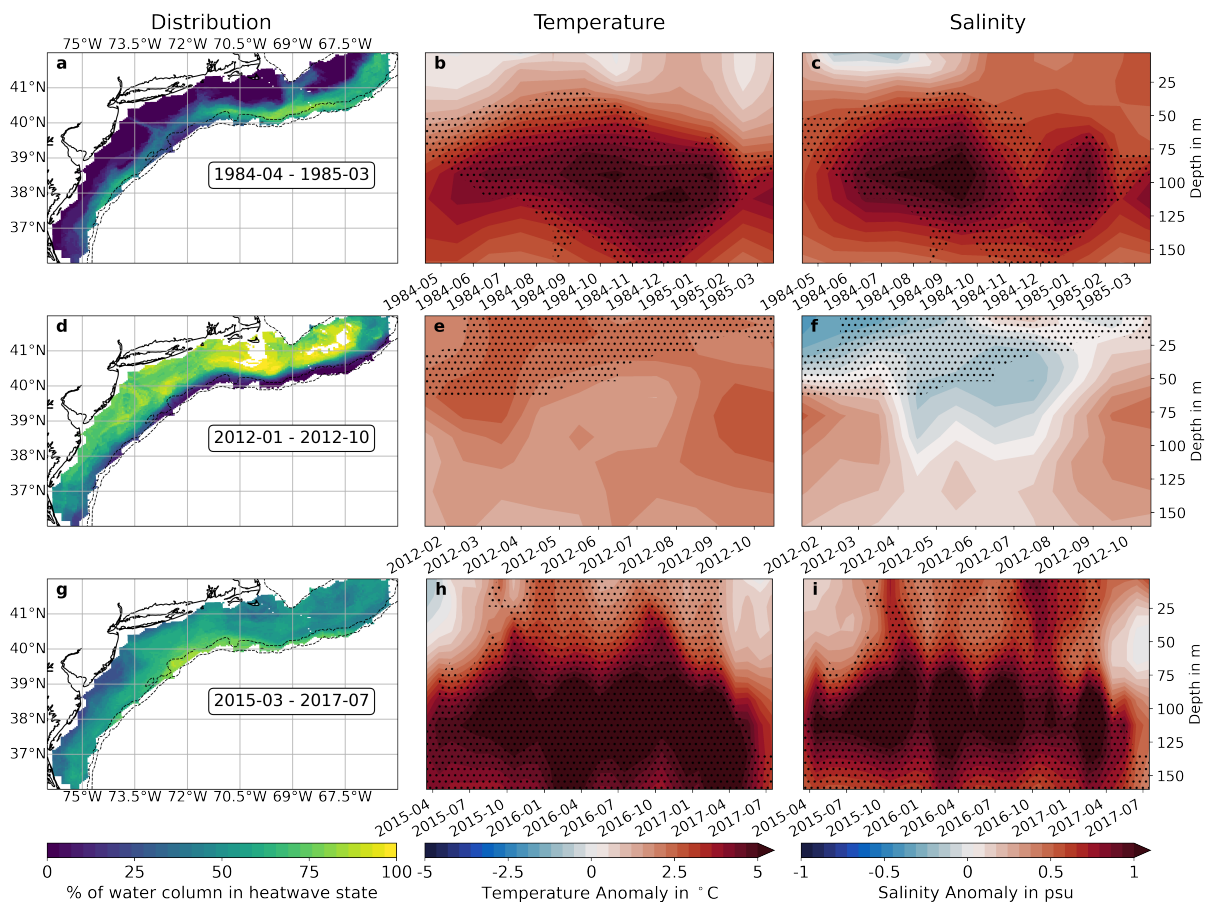 Distribution Temperature Salinity
75°W 73.5°W 72°W 70.5°W 69°W 67.5°W
a b c
41°N
40°N
39°N
38°N
37°N
1984-04 - 1985-03
25
50
75
100
125
150
Depth in m
1984-05 1984-06 1984-07 1984-08 1984-09 1984-10 1984-11 1984-12 1985-01 1985-02 1985-03
1984-05 1984-06 1984-07 1984-08 1984-09 1984-10 1984-11 1984-12 1985-01 1985-02 1985-03
d e f
41°N
40°N
39°N
38°N
37°N
2012-01 - 2012-10
25
50
75
100
125
150
Depth in m
2012-02 2012-03 2012-04 2012-05 2012-06 2012-07 2012-08 2012-09 2012-10
2012-02 2012-03 2012-04 2012-05 2012-06 2012-07 2012-08 2012-09 2012-10
g h i
41°N
40°N
39°N
38°N
37°N
2015-03 - 2017-07
25
50
75
100
125
150
Depth in m
75°W 73.5°W 72°W 70.5°W 69°W 67.5°W
2015-04 2015-07 2015-10 2016-01 2016-04 2016-07 2016-10 2017-01 2017-04 2017-07
2015-04 2015-07 2015-10 2016-01 2016-04 2016-07 2016-10 2017-01 2017-04 2017-07
0 25 50 75 100
% of water column in heatwave state
-5 -2.5 0 2.5 5
Temperature Anomaly in °C
-1 -0.5 0 0.5 1
Salinity Anomaly in psu